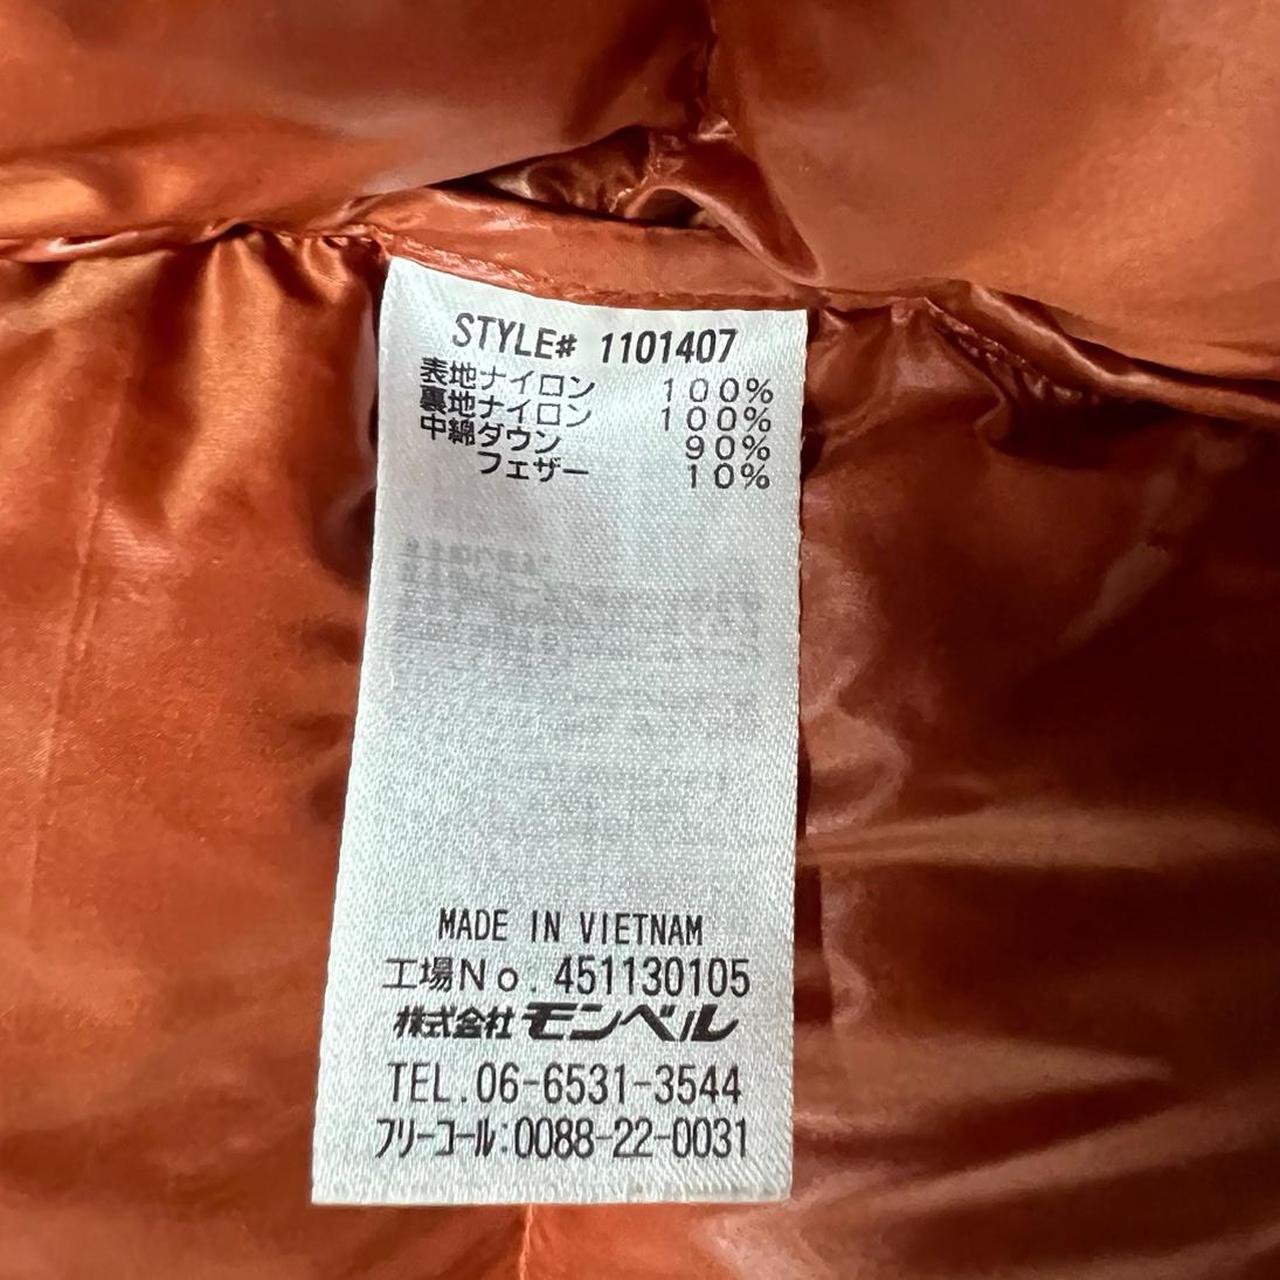 STYLE# 1101407
表地ナイロン 100%
裏地ナイロン 100%
中綿ダウン 90%
フェザー 10%
MADE IN VIETNAM
工場No. 451130105
株式会社モンベル
TEL.06-6531-3544
フリーコール:0088-22-0031